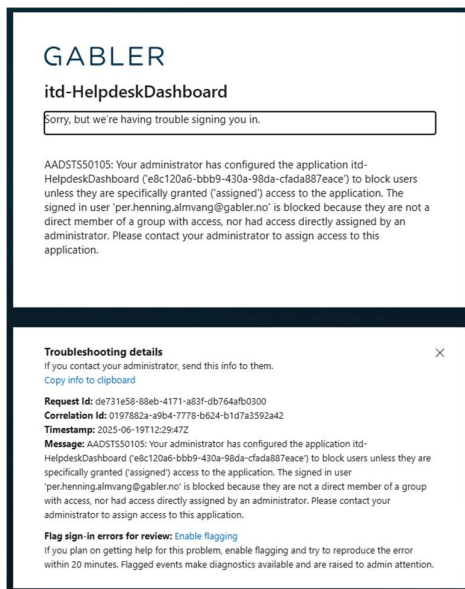 GABLER
itd-HelpdeskDashboard
Sorry, but we're having trouble signing you in.
AADSTS50105: Your administrator has configured the application itd-
HelpdeskDashboard ('e8c120a6-bbb9-430a-98da-cfada887eace') to block users
unless they are specifically granted ('assigned') access to the application. The
signed in user 'per.henning.almvang@gabler.no' is blocked because they are not a
direct member of a group with access, nor had access directly assigned by an
administrator. Please contact your administrator to assign access to this
application.
Troubleshooting details
If you contact your administrator, send this info to them.
Copy info to clipboard
Request Id: de731e58-88eb-4171-a83f-db764afb0300
Correlation Id: 0197882a-a9b4-7778-b624-b1d7a3592a42
Timestamp: 2025-06-19T12:29:47Z
Message: AADSTS50105: Your administrator has configured the application itd-
HelpdeskDashboard ('e8c120a6-bbb9-430a-98da-cfada887eace') to block users unless they are
specifically granted ('assigned') access to the application. The signed in user
'per.henning.almvang@gabler.no' is blocked because they are not a direct member of a group
with access, nor had access directly assigned by an administrator. Please contact your
administrator to assign access to this application.
Flag sign-in errors for review: Enable flagging
If you plan on getting help for this problem, enable flagging and try to reproduce the error
within 20 minutes. Flagged events make diagnostics available and are raised to admin attention.